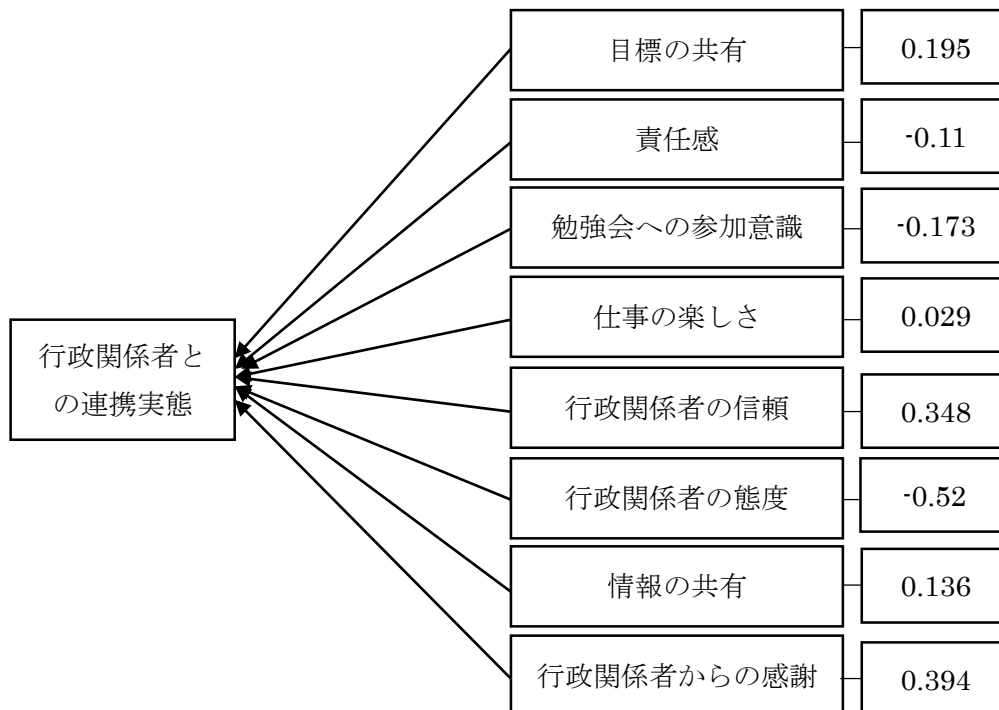 目標の共有
0.195
責任感
-0.11
勉強会への参加意識
-0.173
仕事の楽しさ
0.029
行政関係者と
の連携実態
行政関係者の信頼
0.348
行政関係者の態度
-0.52
情報の共有
0.136
行政関係者からの感謝
0.394